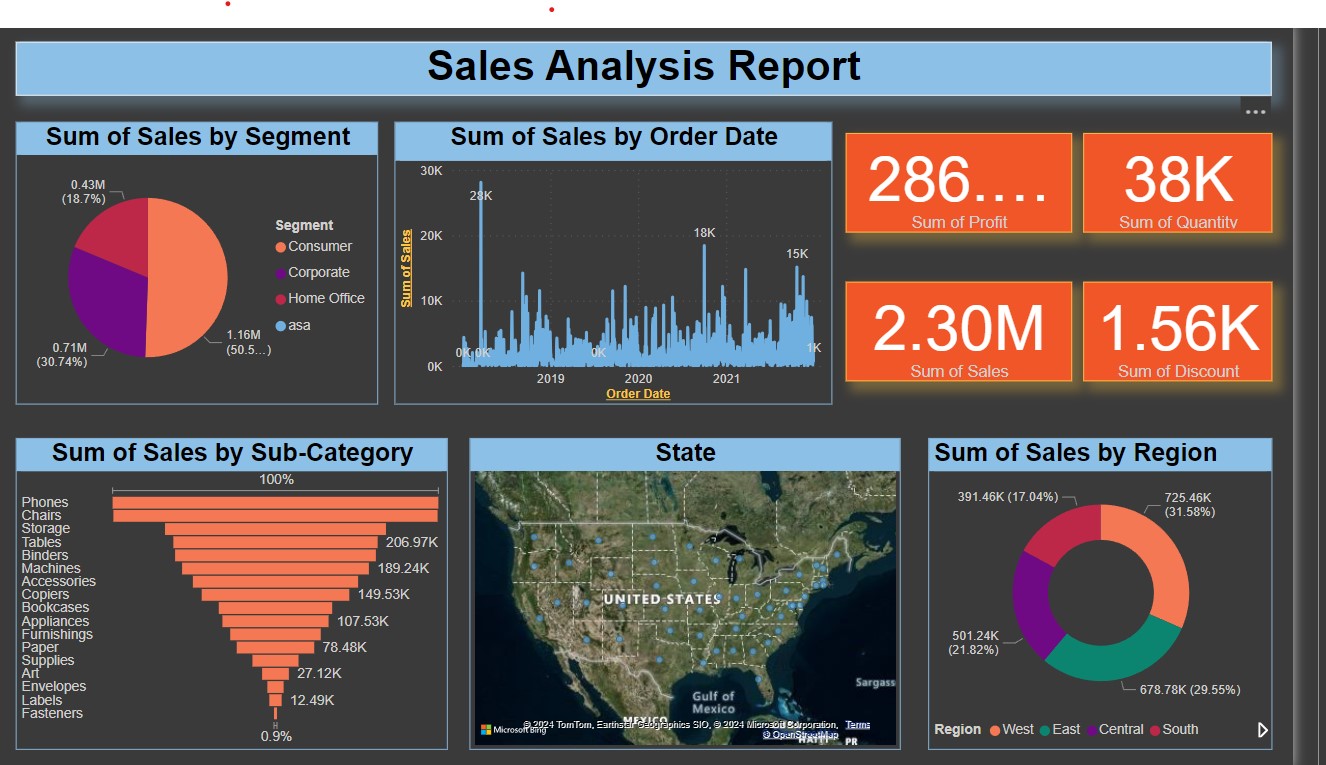 Sales Analysis Report
...
Sum of Sales by Segment
0.43M
(18.7%)
0.71M
(30.74%)
1.16M
(50.5...)
Segment
Consumer
Corporate
Home Office
asa
Sum of Sales by Order Date
Sum of Sales
30K
20K
10K
0K
28K
18K
15K
0K 0K
0K
1K
2019
2020
2021
Order Date
286....
Sum of Profit
38K
Sum of Quantity
2.30M
Sum of Sales
1.56K
Sum of Discount
Sum of Sales by Sub-Category
100%
Phones
Chairs
Storage
Tables 206.97K
Binders
Machines 189.24K
Accessories
Copiers 149.53K
Bookcases
Appliances 107.53K
Furnishings
Paper 78.48K
Supplies
Art 27.12K
Envelopes
Labels 12.49K
Fasteners
0.9%
State
UNITED STATES
Gulf of
Mexico
Sargass
MEXICO
HAITI PR
Microsoft Bing
© 2024 TomTom, Earthstar Geographics SIO, © 2024 Microsoft Corporation, Terms
© OpenStreetMap
Sum of Sales by Region
391.46K (17.04%)
725.46K
(31.58%)
501.24K
(21.82%)
678.78K (29.55%)
Region West East Central South